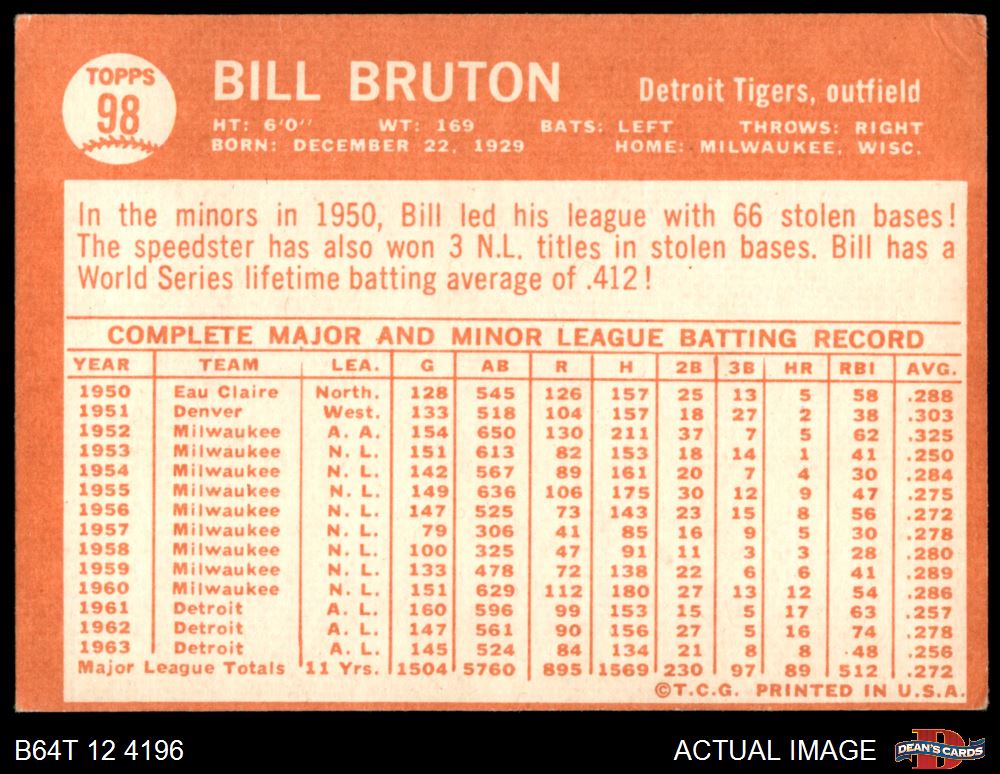 TOPPS
98
BILL BRUTON
Detroit Tigers, outfield
HT: 6'0" WT: 169 BATS: LEFT THROWS: RIGHT
BORN: DECEMBER 22, 1929 HOME: MILWAUKEE, WISC.
In the minors in 1950, Bill led his league with 66 stolen bases!
The speedster has also won 3 N.L. titles in stolen bases. Bill has a
World Series lifetime batting average of .412!
COMPLETE MAJOR AND MINOR LEAGUE BATTING RECORD
YEAR TEAM LEA. G AB R H 2B 3B HR RBI AVG.
1950 Eau Claire North. 128 545 126 157 25 13 5 58 .288
1951 Denver West. 133 518 104 157 18 27 2 38 .303
1952 Milwaukee A. A. 154 650 130 211 37 7 5 62 .325
1953 Milwaukee N. L. 151 613 82 153 18 14 1 41 .250
1954 Milwaukee N. L. 142 567 89 161 20 7 4 30 .284
1955 Milwaukee N. L. 149 636 106 175 30 12 9 47 .275
1956 Milwaukee N. L. 147 525 73 143 23 15 8 56 .272
1957 Milwaukee N. L. 79 306 41 85 16 9 5 30 .278
1958 Milwaukee N. L. 100 325 47 91 11 3 3 28 .280
1959 Milwaukee N. L. 133 478 72 138 22 6 6 41 .289
1960 Milwaukee N. L. 151 629 112 180 27 13 12 54 .286
1961 Detroit A. L. 160 596 99 153 15 5 17 63 .257
1962 Detroit A. L. 147 561 90 156 27 5 16 74 .278
1963 Detroit A. L. 145 524 84 134 21 8 8 48 .256
Major League Totals 11 Yrs. 1504 5760 895 1569 230 97 89 512 .272
©T.C.G. PRINTED IN U.S.A.
B64T 12 4196
ACTUAL IMAGE
D
DEAN'S CARDS